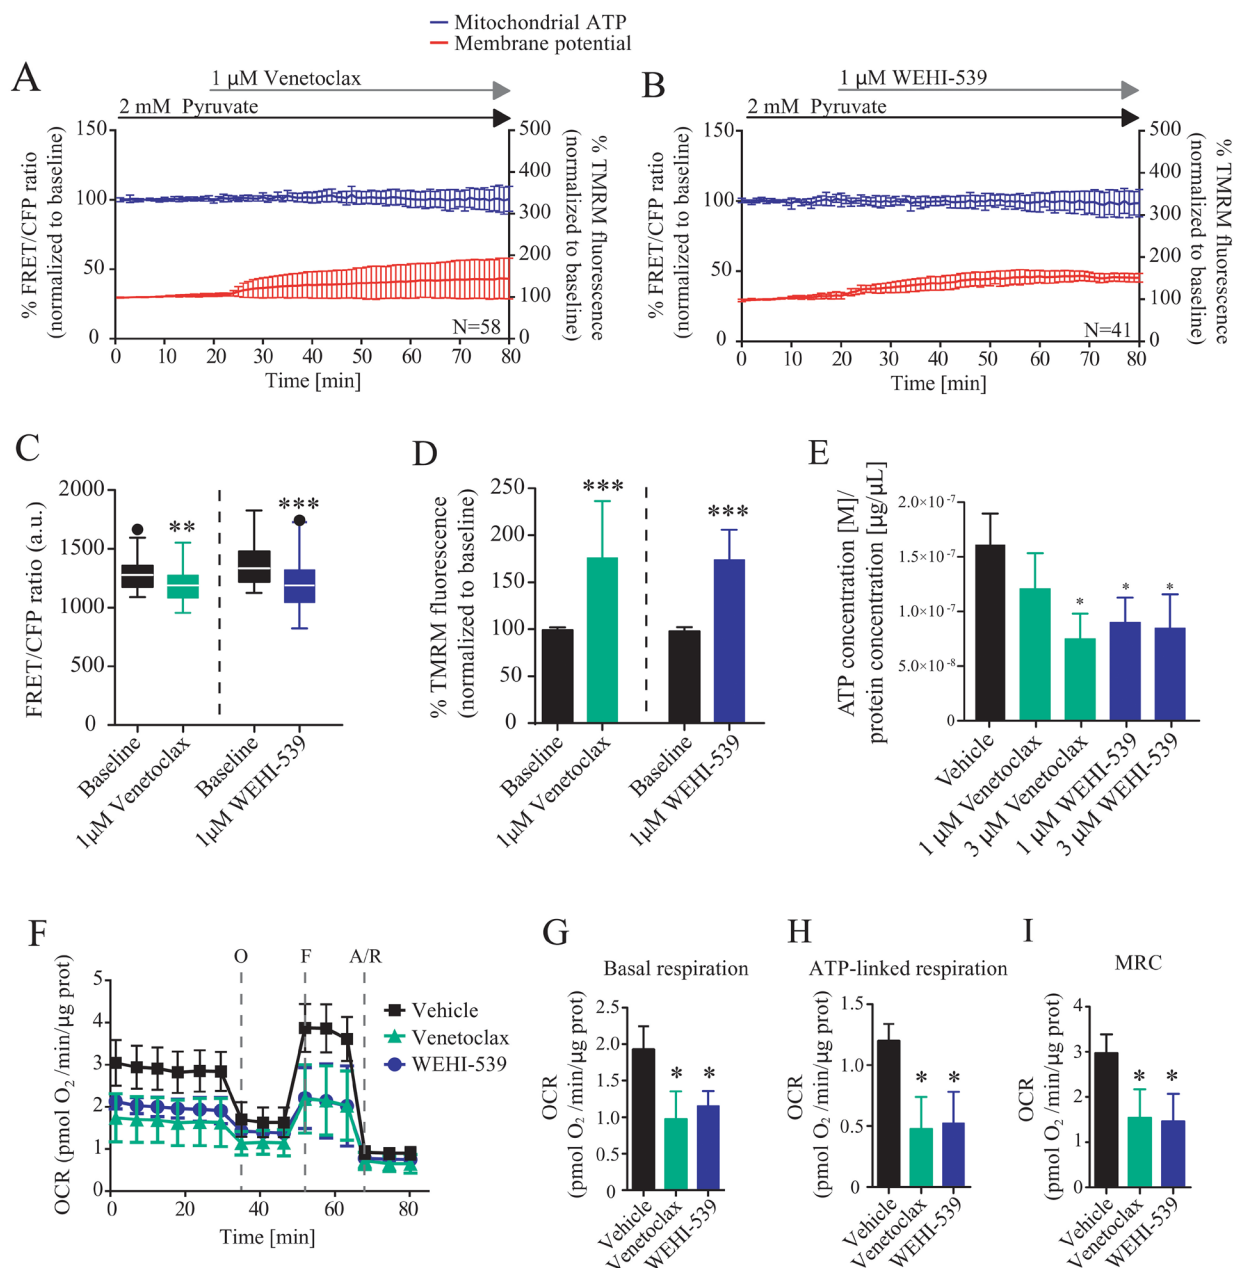 Mitochondrial ATP
Membrane potential
A
1 µM Venetoclax
2 mM Pyruvate
% FRET/CFP ratio
(normalized to baseline)
150
100
50
0
500
400
300
200
100
0
% TMRM fluorescence
(normalized to baseline)
N=58
0 10 20 30 40 50 60 70 80
Time [min]
B
1 µM WEHI-539
2 mM Pyruvate
% FRET/CFP ratio
(normalized to baseline)
150
100
50
0
500
400
300
200
100
0
% TMRM fluorescence
(normalized to baseline)
N=41
0 10 20 30 40 50 60 70 80
Time [min]
C
FRET/CFP ratio (a.u.)
2000
1500
1000
500
0
**
***
Baseline
1µM Venetoclax
Baseline
1µM WEHI-539
D
% TMRM fluorescence
(normalized to baseline)
250
200
150
100
50
0
***
***
Baseline
1µM Venetoclax
Baseline
1µM WEHI-539
E
ATP concentration [M]/
protein concentration [µg/µL]
2.0×10⁻⁷
1.5×10⁻⁷
1.0×10⁻⁷
5.0×10⁻⁸
0
*
*
*
Vehicle
1 µM Venetoclax
3 µM Venetoclax
1 µM WEHI-539
3 µM WEHI-539
F
OCR (pmol O₂ /min/µg prot)
5
4
3
2
1
0
O
F
A/R
Vehicle
Venetoclax
WEHI-539
0 20 40 60 80
Time [min]
G
Basal respiration
OCR
(pmol O₂ /min/µg prot)
2.5
2.0
1.5
1.0
0.5
0
*
*
Vehicle
Venetoclax
WEHI-539
H
ATP-linked respiration
OCR
(pmol O₂ /min/µg prot)
1.5
1.0
0.5
0
*
*
Vehicle
Venetoclax
WEHI-539
I
MRC
OCR
(pmol O₂ /min/µg prot)
4
3
2
1
0
*
*
Vehicle
Venetoclax
WEHI-539